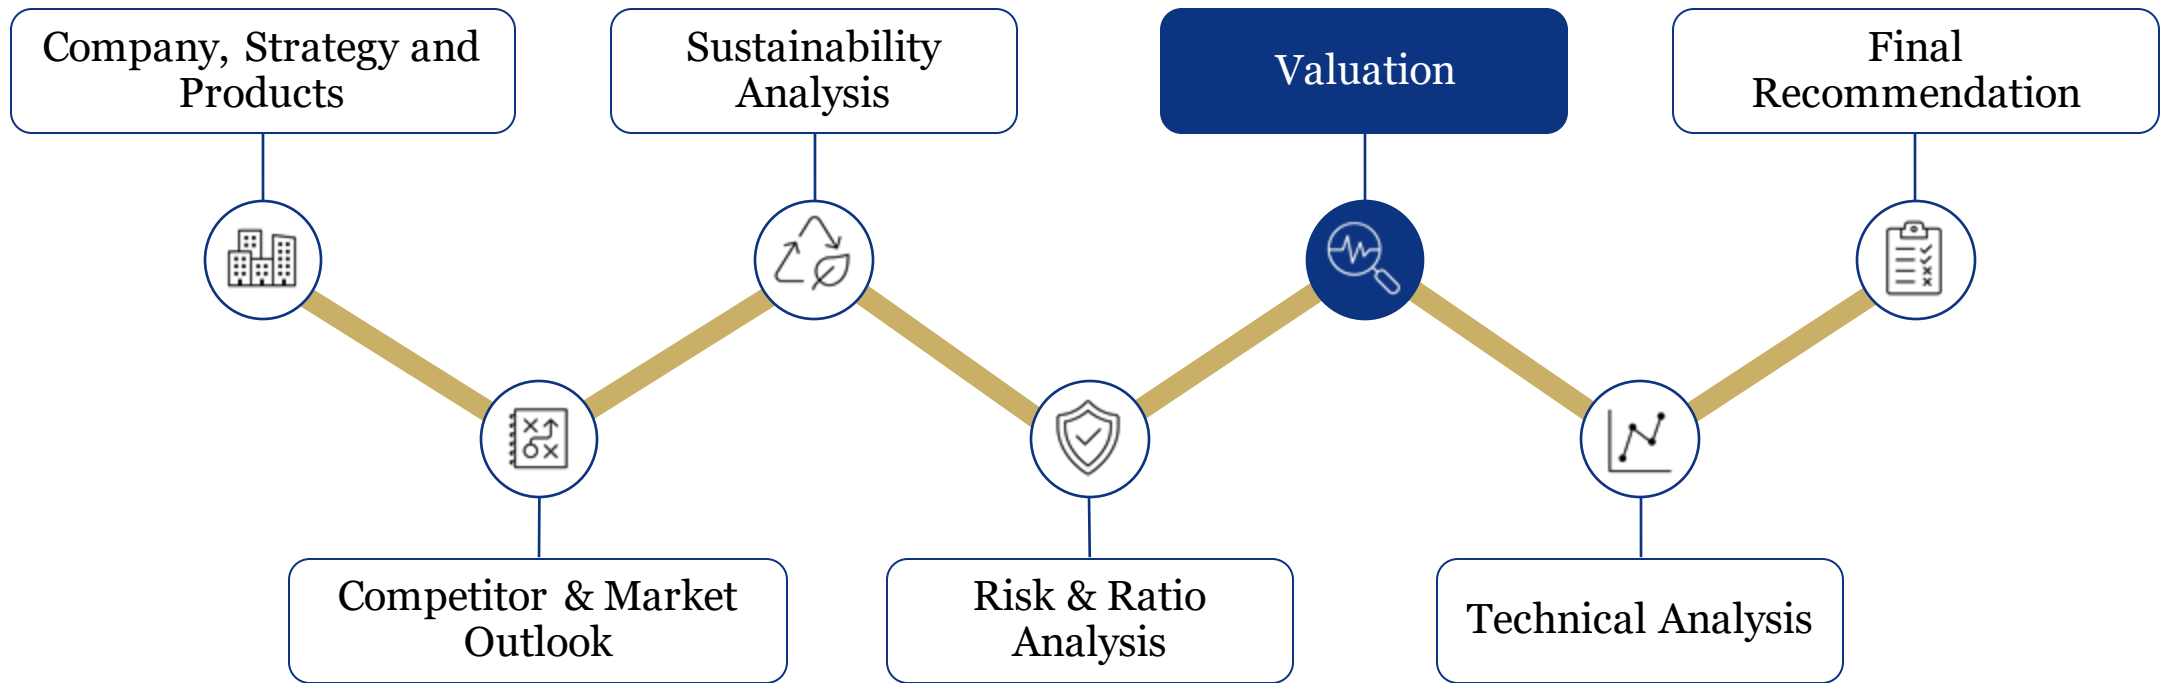 Company, Strategy and
Products
Sustainability
Analysis
Valuation
Final
Recommendation
Competitor & Market
Outlook
Risk & Ratio
Analysis
Technical Analysis